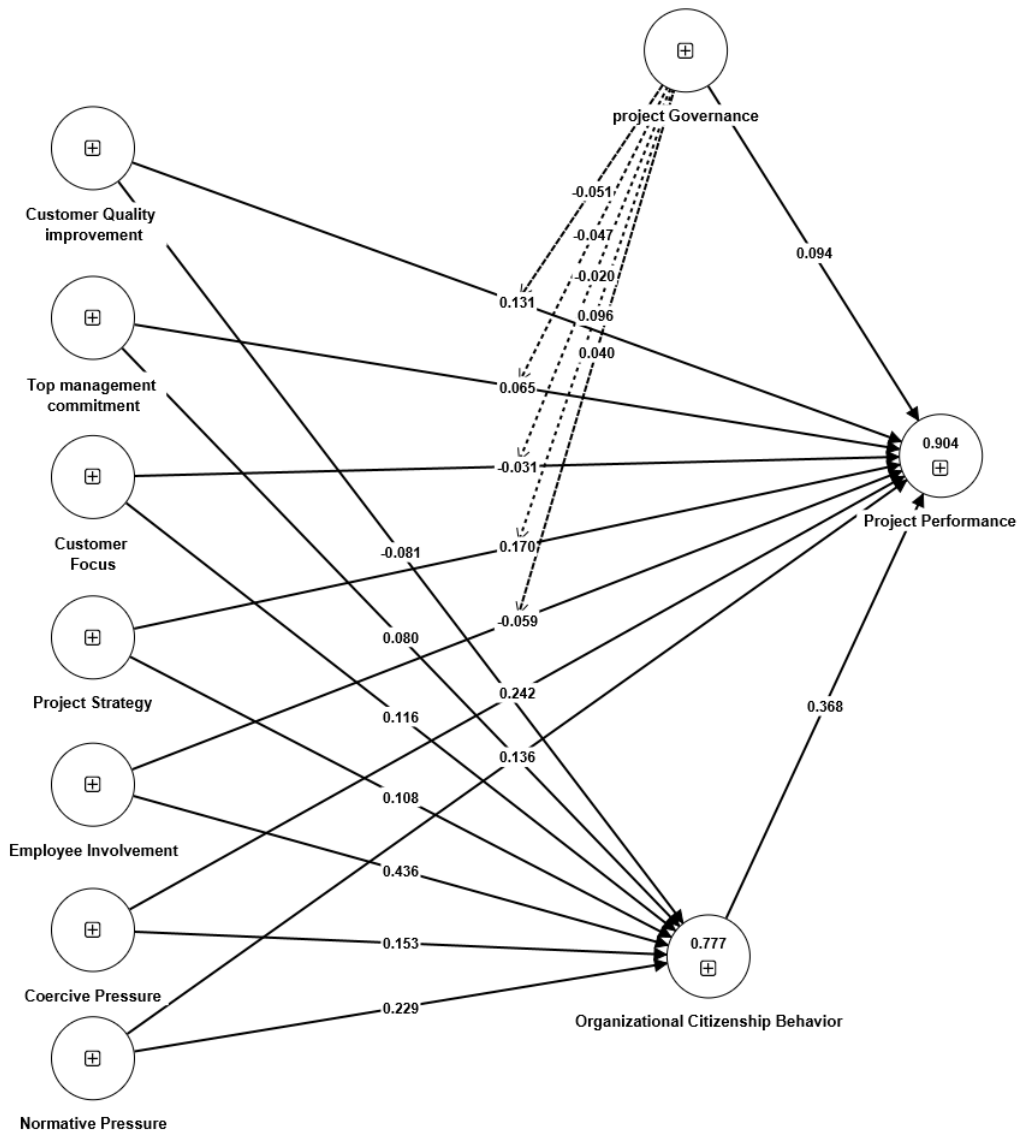 project Governance
Customer Quality
improvement
-0.051
-0.047
0.094
-0.020
0.131
0.096
Top management
commitment
0.040
0.065
0.904
-0.031
Project Performance
Customer
Focus
0.170
-0.081
-0.059
0.080
Project Strategy
0.242
0.368
0.116
0.136
0.108
Employee Involvement
0.436
0.153
0.777
Coercive Pressure
0.229
Organizational Citizenship Behavior
Normative Pressure